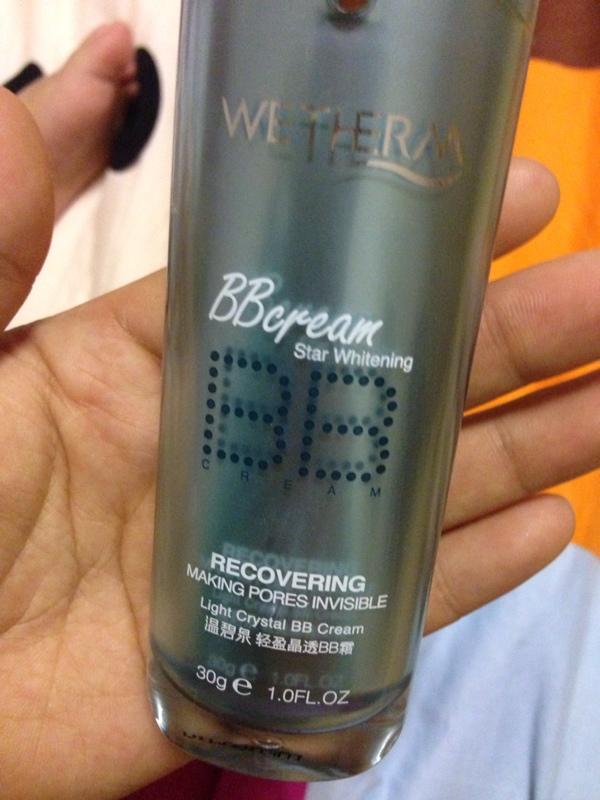 WETHERM
BBcream
Star Whitening
BB
CREAM
RECOVERING
MAKING PORES INVISIBLE
Light Crystal BB Cream
温碧泉 轻盈晶透BB霜
30g e 1.0FL.OZ